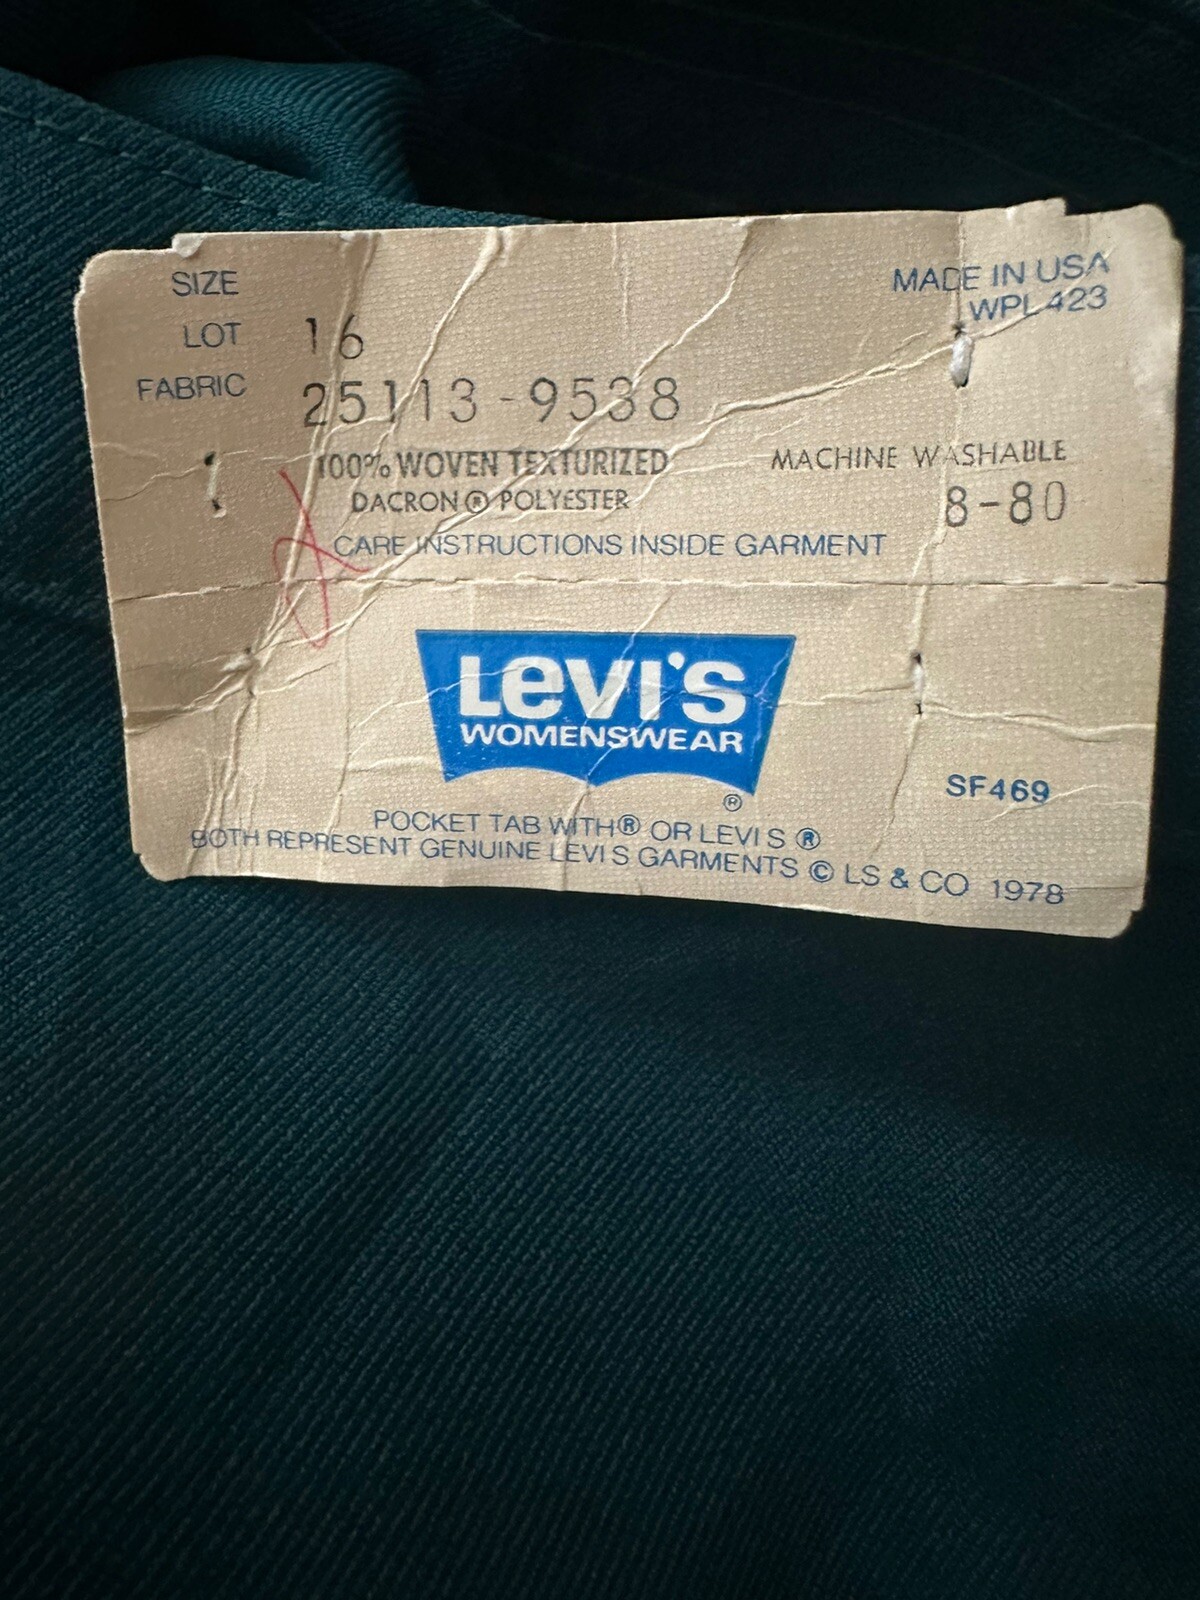 SIZE
LOT 16
FABRIC 25113-9538
MADE IN USA
WPL 423
100% WOVEN TEXTURIZED
DACRON ® POLYESTER
MACHINE WASHABLE
8-80
CARE INSTRUCTIONS INSIDE GARMENT
LEVI'S
WOMENSWEAR
®
SF469
POCKET TAB WITH ® OR LEVI S ®
BOTH REPRESENT GENUINE LEVI S GARMENTS © LS & CO 1978